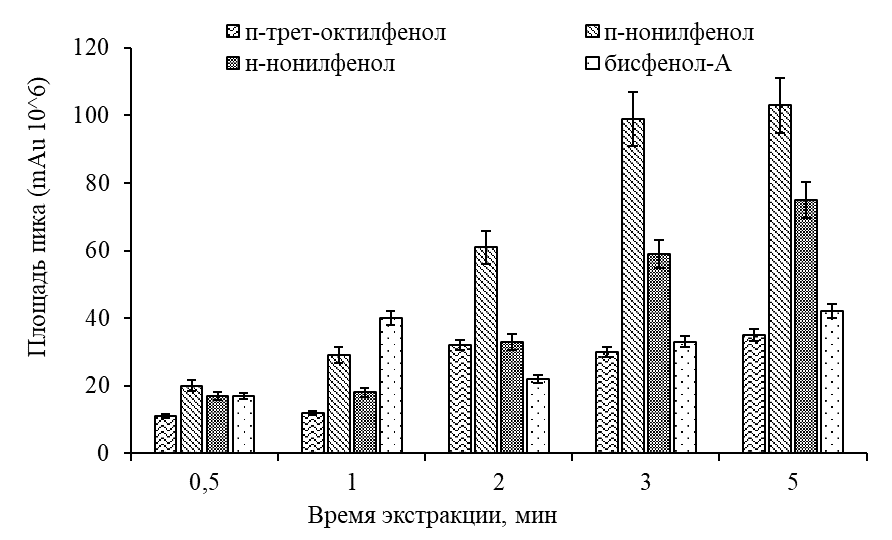 п-трет-октилфенол
п-нонилфенол
н-нонилфенол
бисфенол-А
Площадь пика (mAu 10^6)
120
100
80
60
40
20
0
0,5
1
2
3
5
Время экстракции, мин